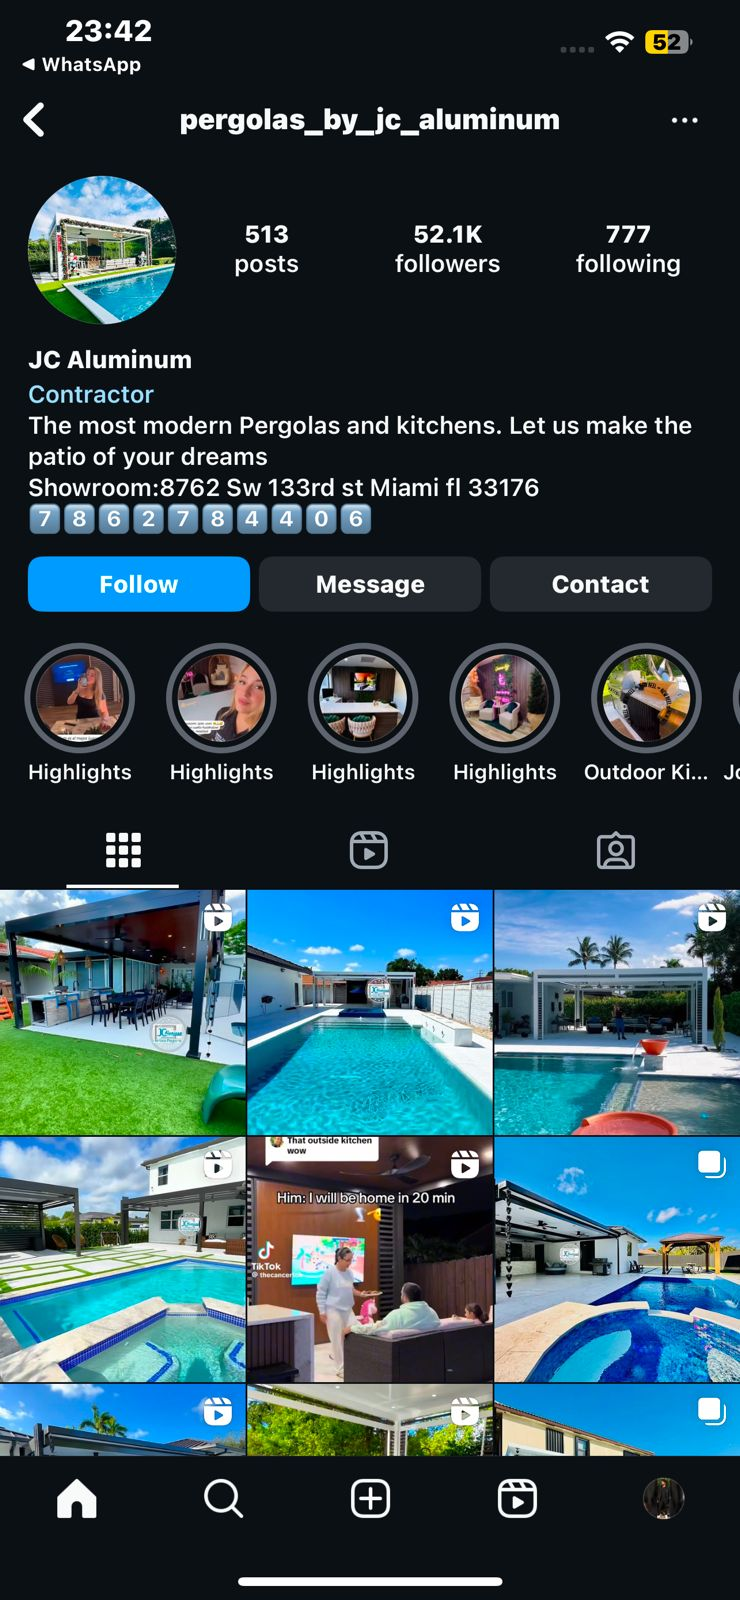 23:42
52
◀ WhatsApp
pergolas_by_jc_aluminum
513
posts
52.1K
followers
777
following
JC Aluminum
Contractor
The most modern Pergolas and kitchens. Let us make the
patio of your dreams
Showroom:8762 Sw 133rd st Miami fl 33176
7862784406
Follow
Message
Contact
Highlights
Highlights
Highlights
Highlights
Outdoor Ki...
That outside kitchen
wow
Him: I will be home in 20 min
TikTok